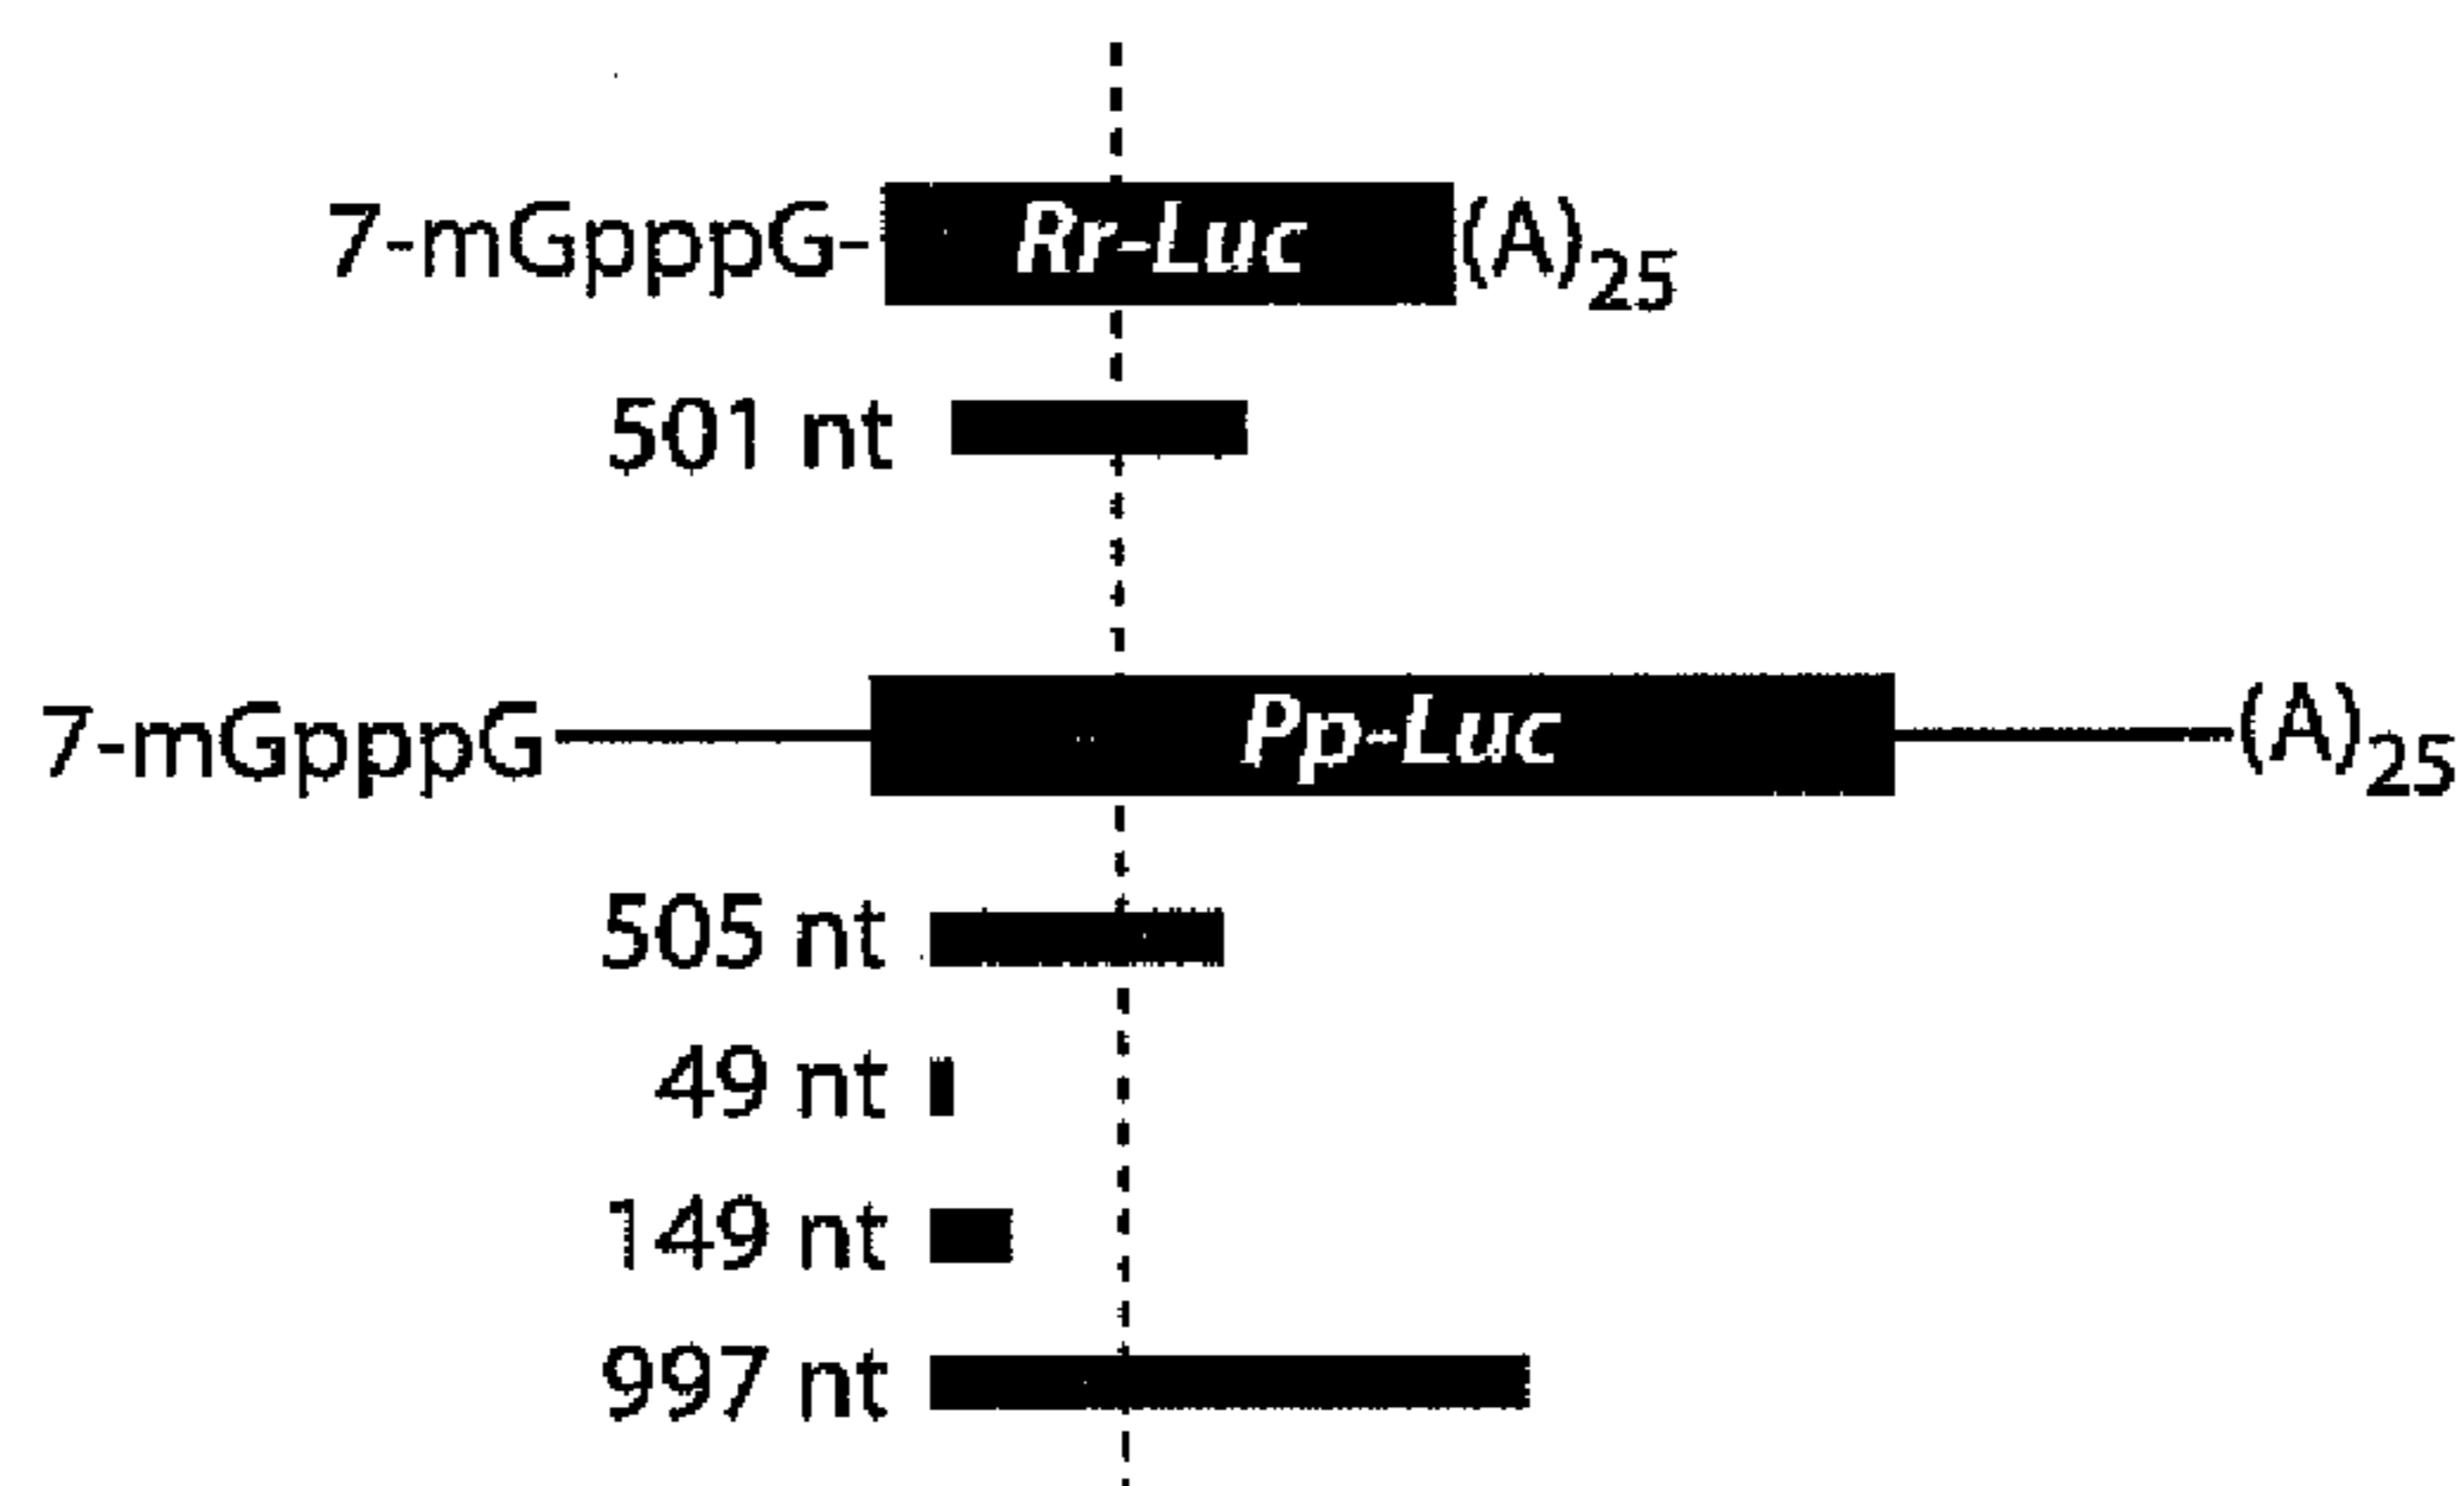 7-mGpppG- Rr-Luc (A)25
501 nt
7-mGpppG Pp-Luc (A)25
505 nt
49 nt
149 nt
997 nt